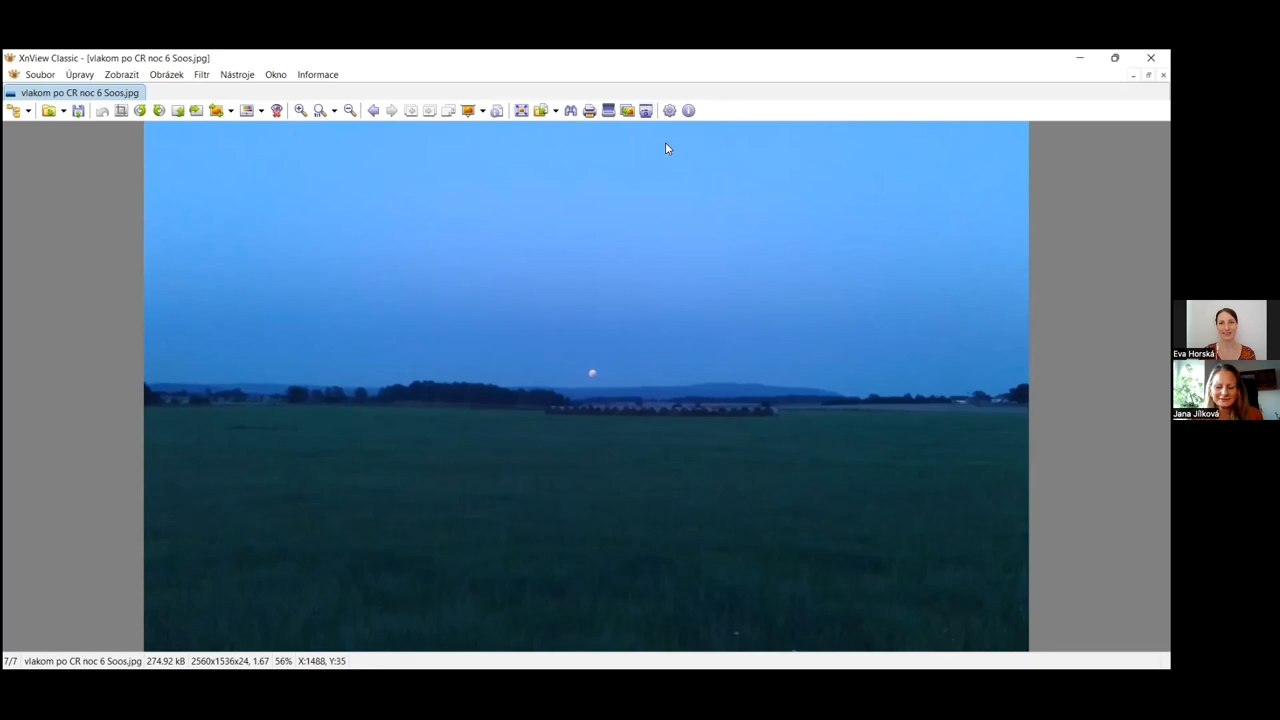 XnView Classic - [vlakom po CR noc 6 Soos.jpg]
Soubor Úpravy Zobrazit Obrázek Filtr Nástroje Okno Informace
vlakom po CR noc 6 Soos.jpg
Eva Horská
Jana Jílková
7/7 vlakom po CR noc 6 Soos.jpg 274.92 kB 2560x1536x24, 1.67 56% X:1488, Y:35